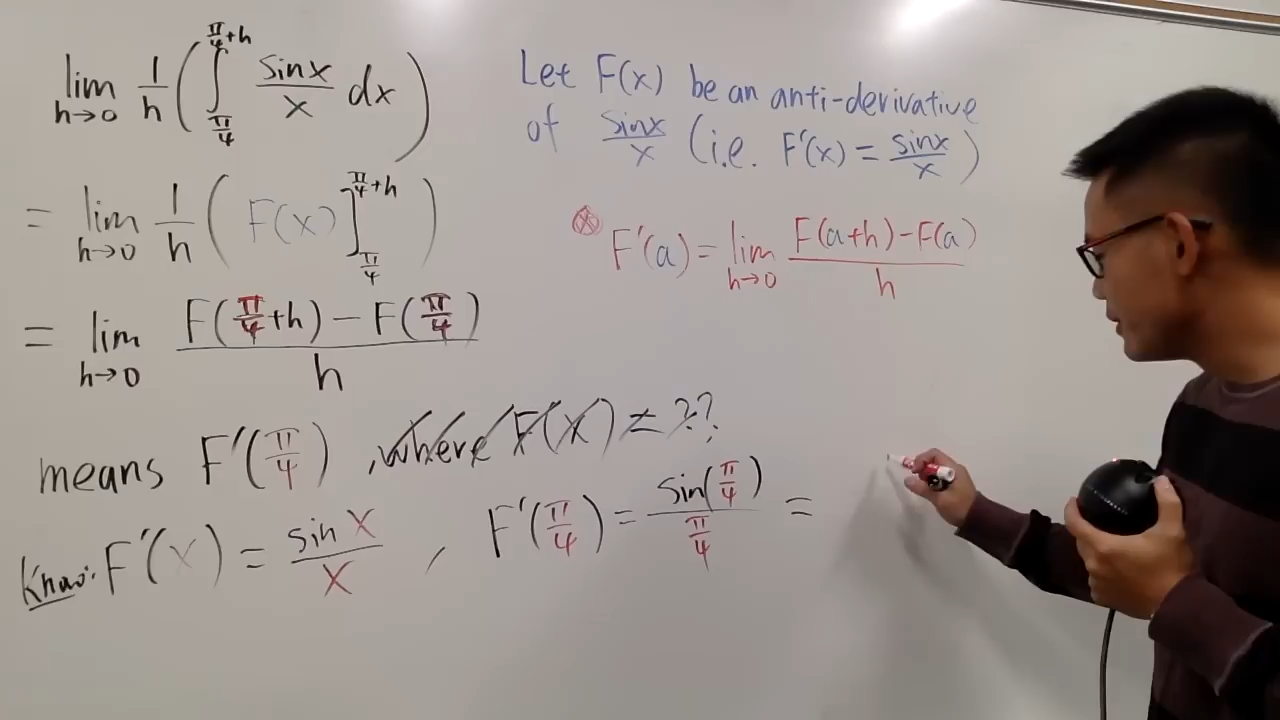 lim h→0 1/h ( ∫ π/4 π/4+h sinx/x dx )
= lim h→0 1/h ( F(x) ] π/4 π/4+h )
= lim h→0 F(π/4+h) − F(π/4) / h
means F'(π/4) , where F(x) = ??
Know: F'(x) = sin x / x , F'(π/4) = sin(π/4) / π/4 =
Let F(x) be an anti-derivative
of sinx/x (i.e. F'(x) = sinx/x )
⊛ F'(a) = lim h→0 F(a+h)−F(a) / h